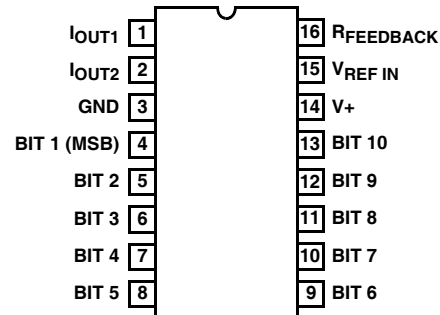 IOUT1 1 16 RFEEDBACK
IOUT2 2 15 VREF IN
GND 3 14 V+
BIT 1 (MSB) 4 13 BIT 10
BIT 2 5 12 BIT 9
BIT 3 6 11 BIT 8
BIT 4 7 10 BIT 7
BIT 5 8 9 BIT 6